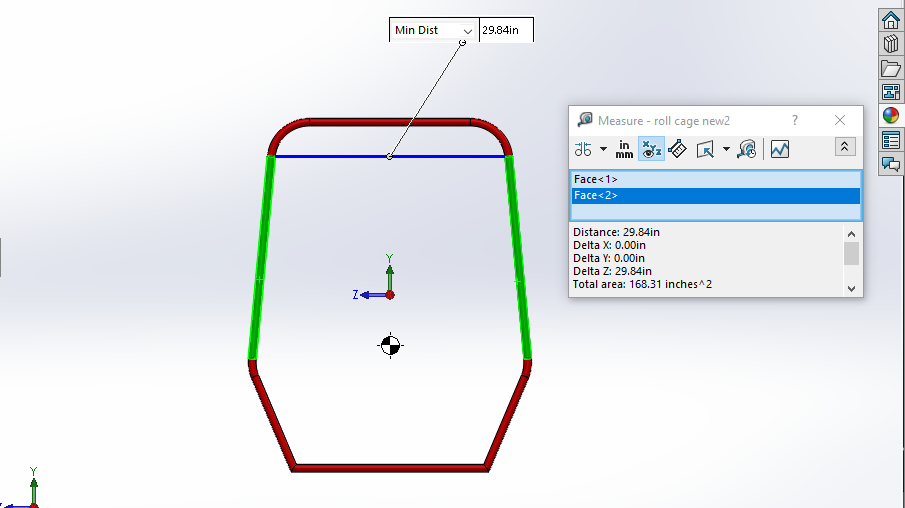 Min Dist 29.84in
Measure - roll cage new2 ?
in
mm
XYZ
Face<1>
Face<2>
Distance: 29.84in
Delta X: 0.00in
Delta Y: 0.00in
Delta Z: 29.84in
Total area: 168.31 inches^2
Y
Z
Y